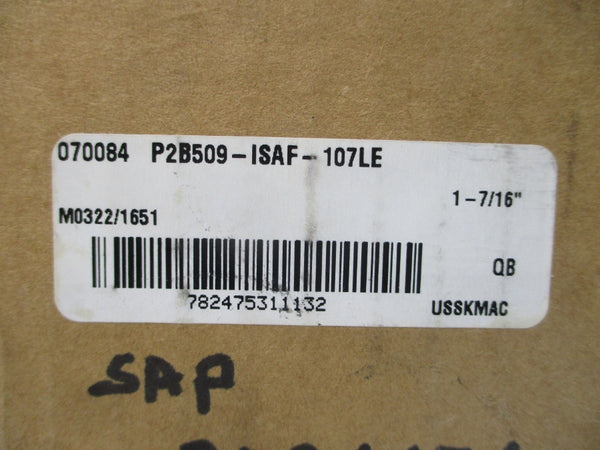 070084 P2B509-ISAF-107LE
1-7/16"
M0322/1651
QB
782475311132
USSKMAC
SAP